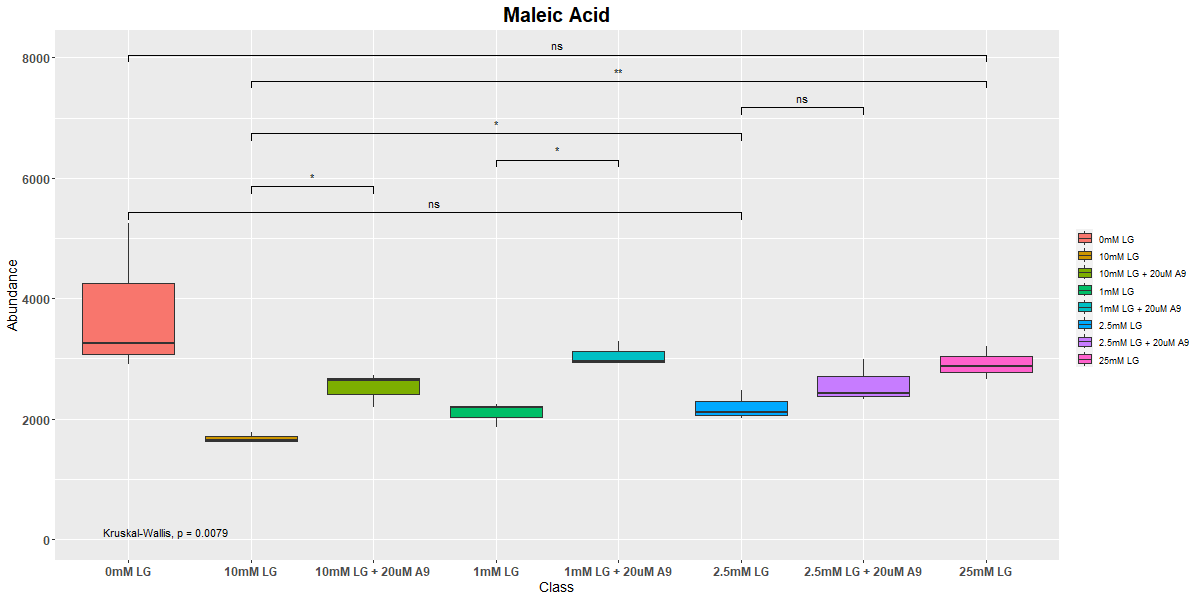 Maleic Acid
8000
6000
4000
2000
0
Abundance
ns
**
ns
*
*
*
ns
Kruskal-Wallis, p = 0.0079
0mM LG
10mM LG
10mM LG + 20uM A9
1mM LG
1mM LG + 20uM A9
2.5mM LG
2.5mM LG + 20uM A9
25mM LG
Class
0mM LG
10mM LG
10mM LG + 20uM A9
1mM LG
1mM LG + 20uM A9
2.5mM LG
2.5mM LG + 20uM A9
25mM LG